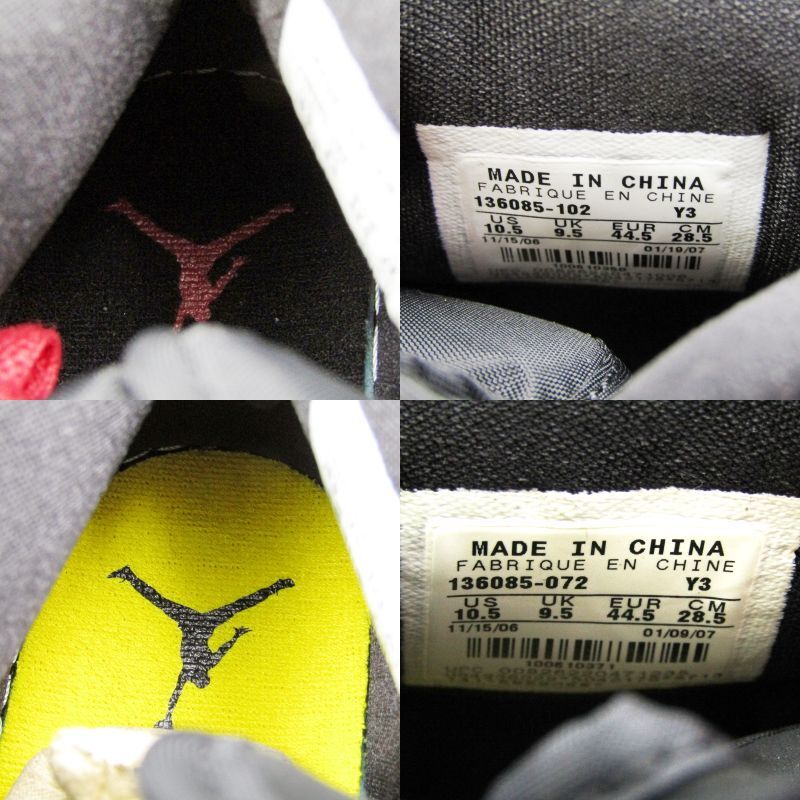 MADE IN CHINA
FABRIQUE EN CHINE
136085-102 Y3
US UK EUR CM
10.5 9.5 44.5 28.5
11/15/06 01/19/07
MADE IN CHINA
FABRIQUE EN CHINE
136085-072 Y3
US UK EUR CM
10.5 9.5 44.5 28.5
11/15/06 01/09/07
100610371